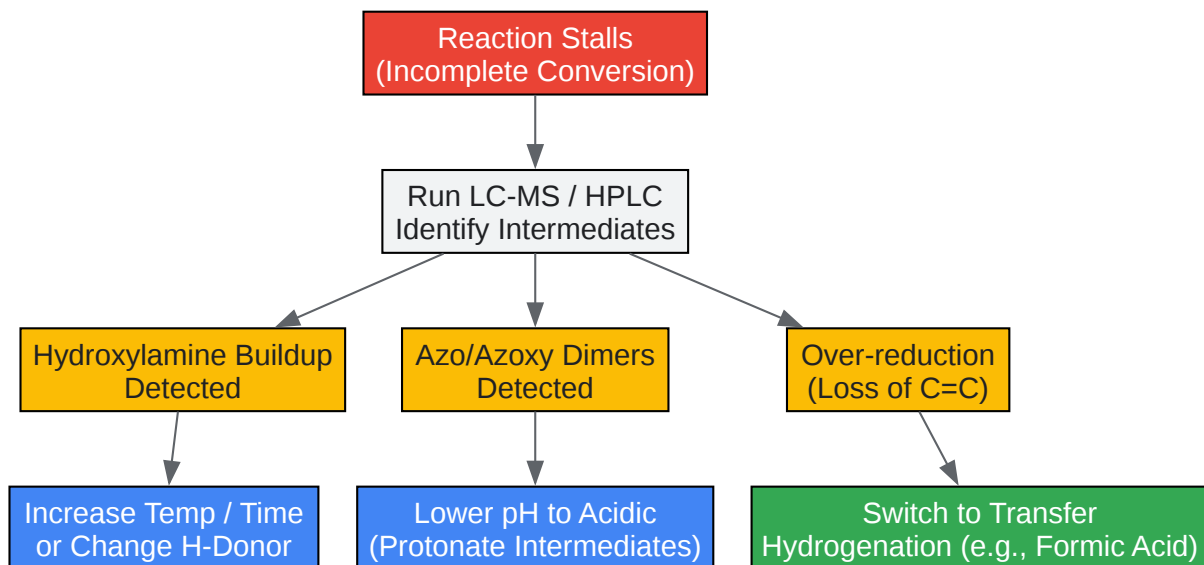 Reaction Stalls
(Incomplete Conversion)
Run LC-MS / HPLC
Identify Intermediates
Hydroxylamine Buildup
Detected
Azo/Azoxy Dimers
Detected
Over-reduction
(Loss of C=C)
Increase Temp / Time
or Change H-Donor
Lower pH to Acidic
(Protonate Intermediates)
Switch to Transfer
Hydrogenation (e.g., Formic Acid)